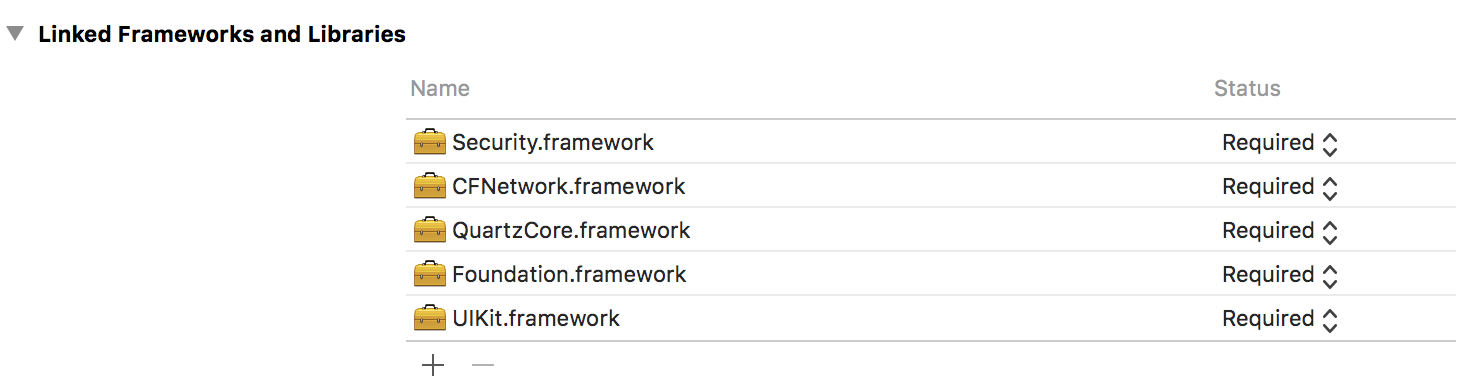 Linked Frameworks and Libraries
Name Status
Security.framework Required
CFNetwork.framework Required
QuartzCore.framework Required
Foundation.framework Required
UIKit.framework Required